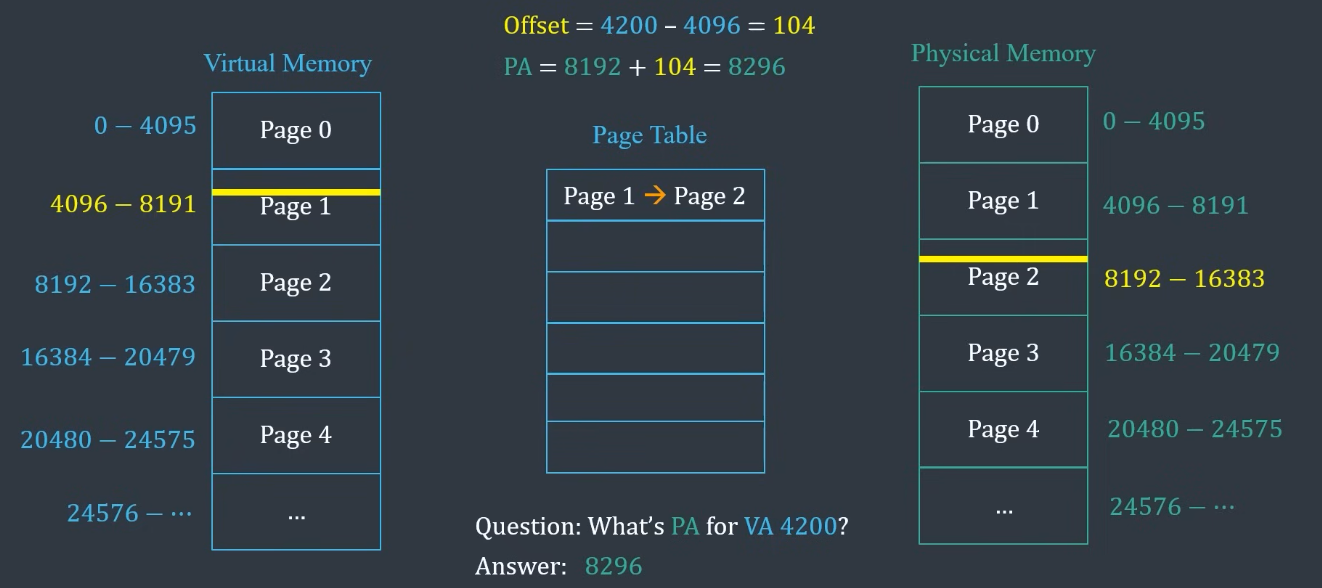 Offset = 4200 – 4096 = 104
PA = 8192 + 104 = 8296
Virtual Memory
0 – 4095
Page 0
4096 – 8191
Page 1
8192 – 16383
Page 2
16384 – 20479
Page 3
20480 – 24575
Page 4
24576 – ⋯
...
Page Table
Page 1 → Page 2
Question: What's PA for VA 4200?
Answer: 8296
Physical Memory
Page 0
0 – 4095
Page 1
4096 – 8191
Page 2
8192 – 16383
Page 3
16384 – 20479
Page 4
20480 – 24575
...
24576 – ⋯